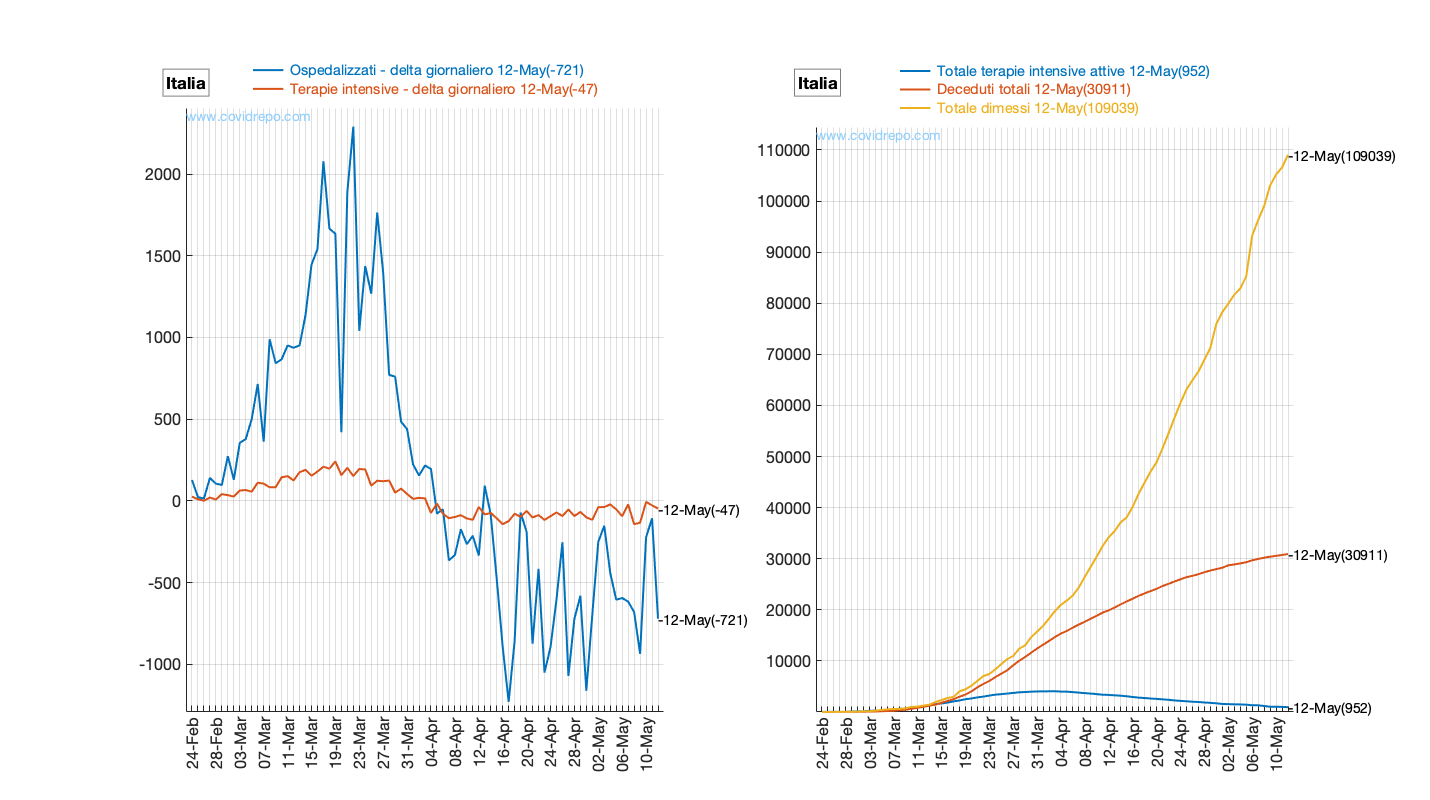 Italia
Ospedalizzati - delta giornaliero 12-May(-721)
Terapie intensive - delta giornaliero 12-May(-47)
www.covidrepo.com
2000
1500
1000
500
0
-500
-1000
12-May(-47)
12-May(-721)
24-Feb
28-Feb
03-Mar
07-Mar
11-Mar
15-Mar
19-Mar
23-Mar
27-Mar
31-Mar
04-Apr
08-Apr
12-Apr
16-Apr
20-Apr
24-Apr
28-Apr
02-May
06-May
10-May
Italia
Totale terapie intensive attive 12-May(952)
Deceduti totali 12-May(30911)
Totale dimessi 12-May(109039)
www.covidrepo.com
110000
100000
90000
80000
70000
60000
50000
40000
30000
20000
10000
12-May(109039)
12-May(30911)
12-May(952)
24-Feb
28-Feb
03-Mar
07-Mar
11-Mar
15-Mar
19-Mar
23-Mar
27-Mar
31-Mar
04-Apr
08-Apr
12-Apr
16-Apr
20-Apr
24-Apr
28-Apr
02-May
06-May
10-May